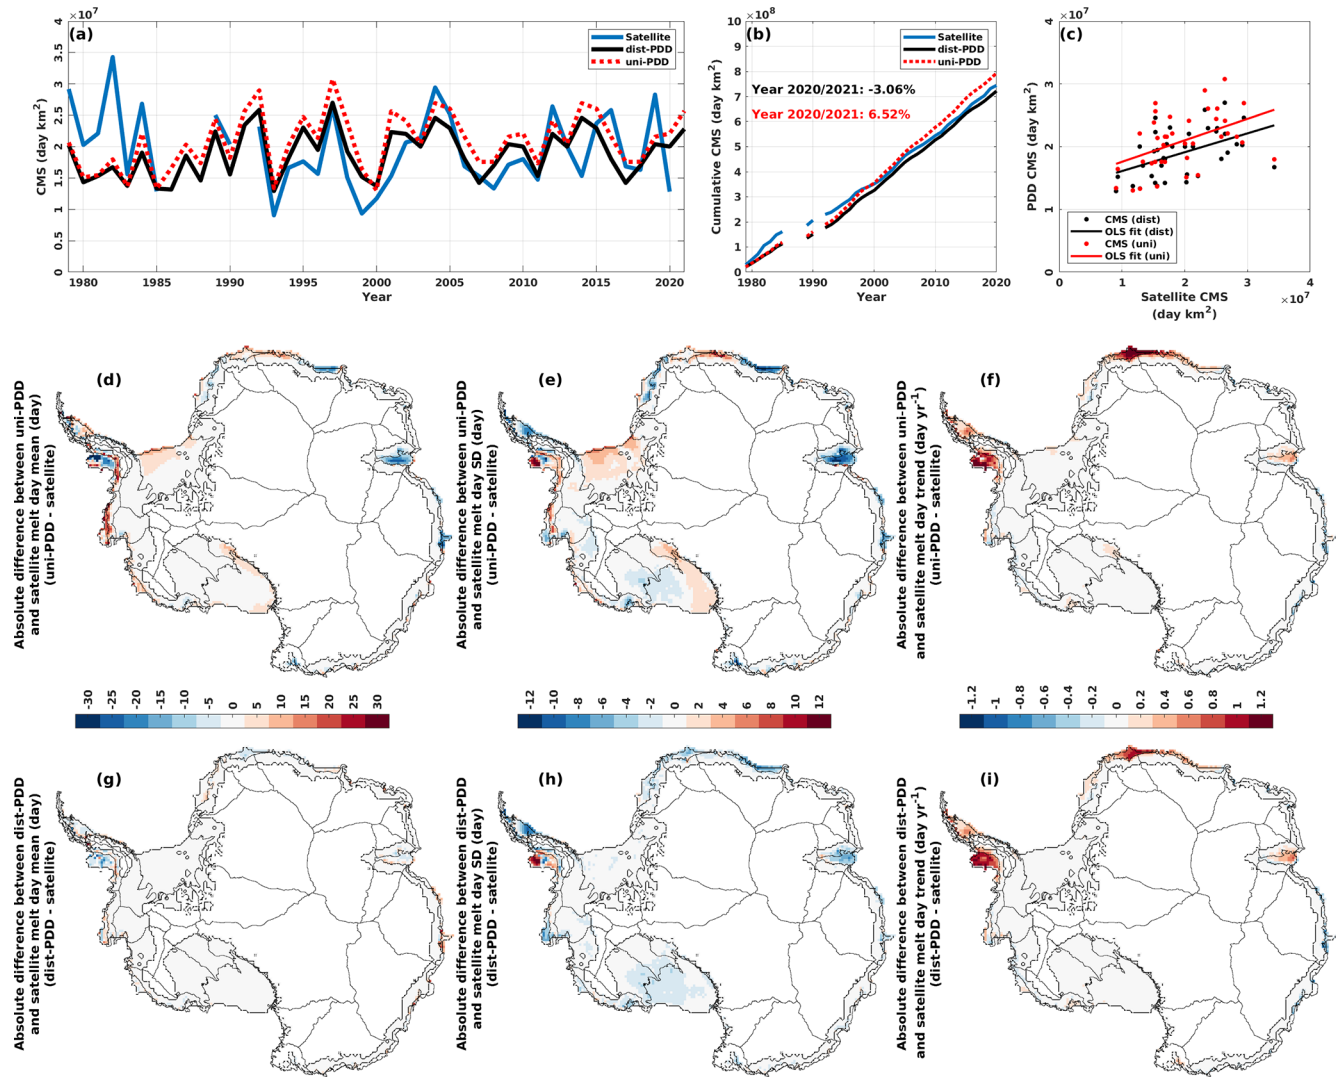 ×10⁷
(a)
Satellite
dist-PDD
uni-PDD
CMS (day km²)
0
0.5
1
1.5
2
2.5
3
3.5
4
1980
1985
1990
1995
2000
2005
2010
2015
2020
Year
×10⁸
(b)
Satellite
dist-PDD
uni-PDD
Year 2020/2021: -3.06%
Year 2020/2021: 6.52%
Cumulative CMS (day km²)
0
1
2
3
4
5
6
7
8
9
10
1980
1990
2000
2010
2020
Year
×10⁷
(c)
PDD CMS (day km²)
0
1
2
3
4
CMS (dist)
OLS fit (dist)
CMS (uni)
OLS fit (uni)
0
1
2
3
4
Satellite CMS
(day km²)
×10⁷
Absolute difference between uni-PDD
and satellite melt day mean (day)
(uni-PDD - satellite)
(d)
Absolute difference between uni-PDD
and satellite melt day SD (day)
(uni-PDD - satellite)
(e)
Absolute difference between uni-PDD
and satellite melt day trend (day yr⁻¹)
(uni-PDD - satellite)
(f)
-30
-25
-20
-15
-10
-5
0
5
10
15
20
25
30
-12
-10
-8
-6
-4
-2
0
2
4
6
8
10
12
-1.2
-1
-0.8
-0.6
-0.4
-0.2
0
0.2
0.4
0.6
0.8
1
1.2
Absolute difference between dist-PDD
and satellite melt day mean (day)
(dist-PDD - satellite)
(g)
Absolute difference between dist-PDD
and satellite melt day SD (day)
(dist-PDD - satellite)
(h)
Absolute difference between dist-PDD
and satellite melt day trend (day yr⁻¹)
(dist-PDD - satellite)
(i)